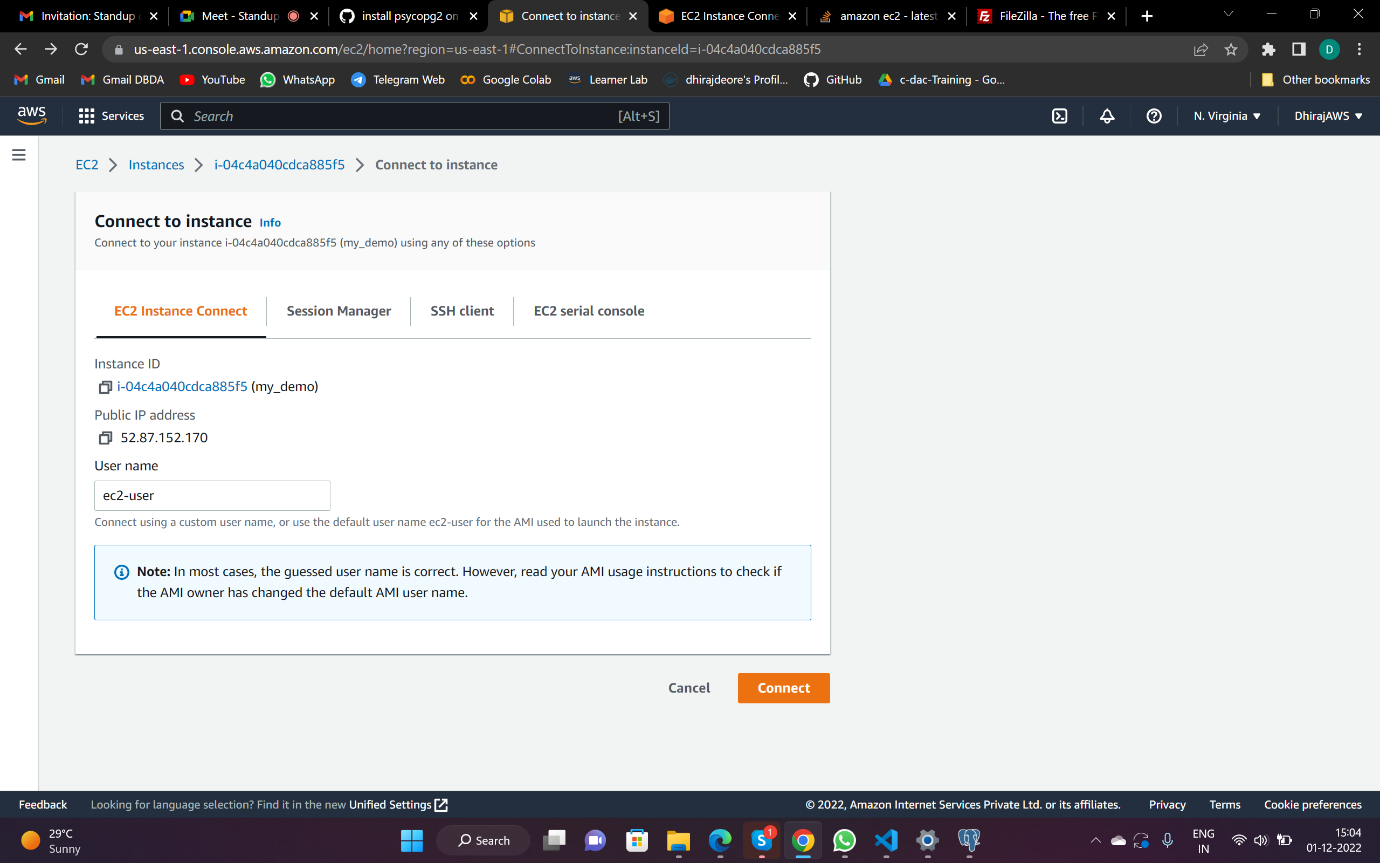 Invitation: Standup
Meet - Standup
install psycopg2 on
Connect to instance
EC2 Instance Conne
amazon ec2 - latest
FileZilla - The free F
us-east-1.console.aws.amazon.com/ec2/home?region=us-east-1#ConnectToInstance:instanceId=i-04c4a040cdca885f5
D
Gmail
Gmail DBDA
YouTube
WhatsApp
Telegram Web
Google Colab
aws Learner Lab
dhirajdeore's Profil...
GitHub
c-dac-Training - Go...
Other bookmarks
aws
Services
Search
[Alt+S]
N. Virginia
DhirajAWS
EC2
Instances
i-04c4a040cdca885f5
Connect to instance
Connect to instance Info
Connect to your instance i-04c4a040cdca885f5 (my_demo) using any of these options
EC2 Instance Connect
Session Manager
SSH client
EC2 serial console
Instance ID
i-04c4a040cdca885f5 (my_demo)
Public IP address
52.87.152.170
User name
ec2-user
Connect using a custom user name, or use the default user name ec2-user for the AMI used to launch the instance.
Note: In most cases, the guessed user name is correct. However, read your AMI usage instructions to check if
the AMI owner has changed the default AMI user name.
Cancel
Connect
Feedback
Looking for language selection? Find it in the new Unified Settings
© 2022, Amazon Internet Services Private Ltd. or its affiliates.
Privacy
Terms
Cookie preferences
29°C
Sunny
Search
S
1
ENG
IN
15:04
01-12-2022